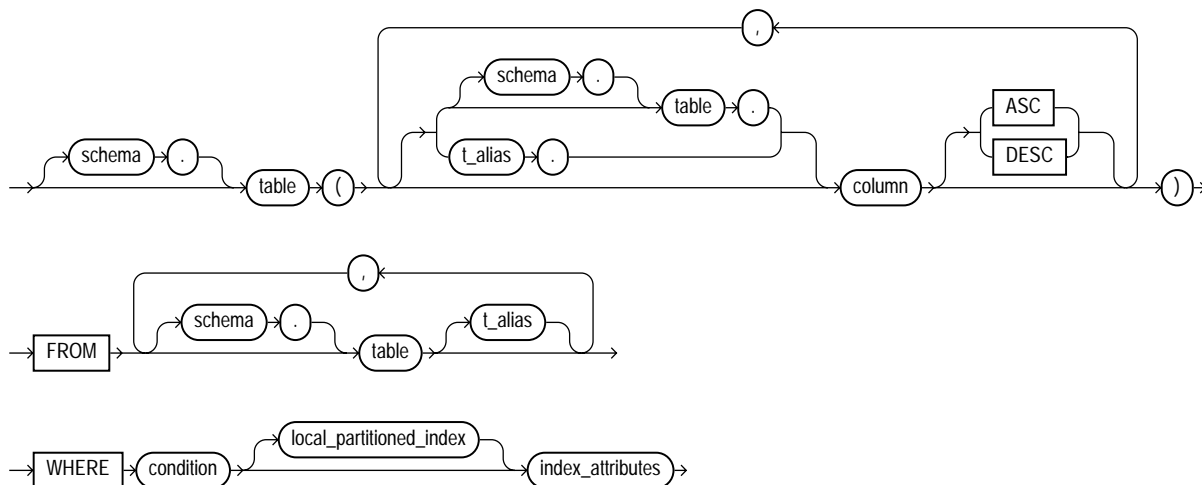 ,
schema .
table .
t_alias .
ASC
DESC
schema .
table ( column )
,
schema .
t_alias
FROM table
local_partitioned_index
WHERE condition index_attributes